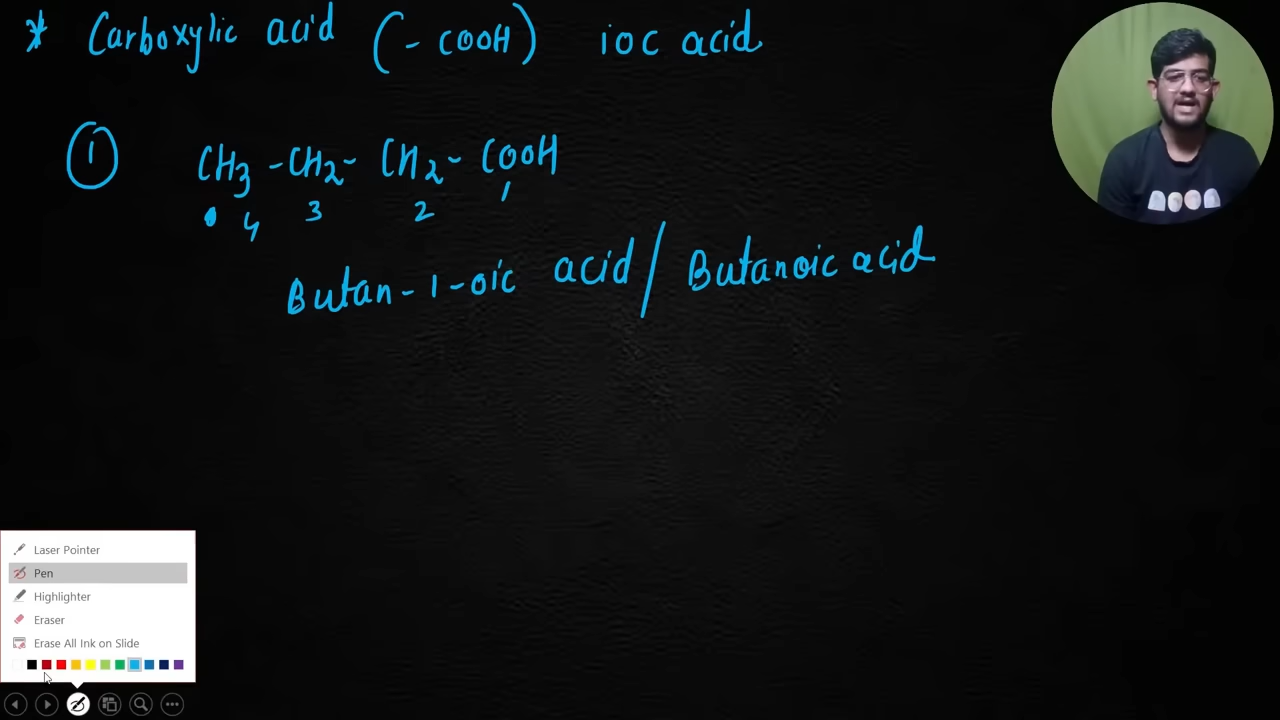 * Carboxylic acid (-COOH) ioc acid
1 CH3 - CH2 - CH2 - COOH
4 3 2 1
Butan-1-oic acid / Butanoic acid
Laser Pointer
Pen
Highlighter
Eraser
Erase All Ink on Slide